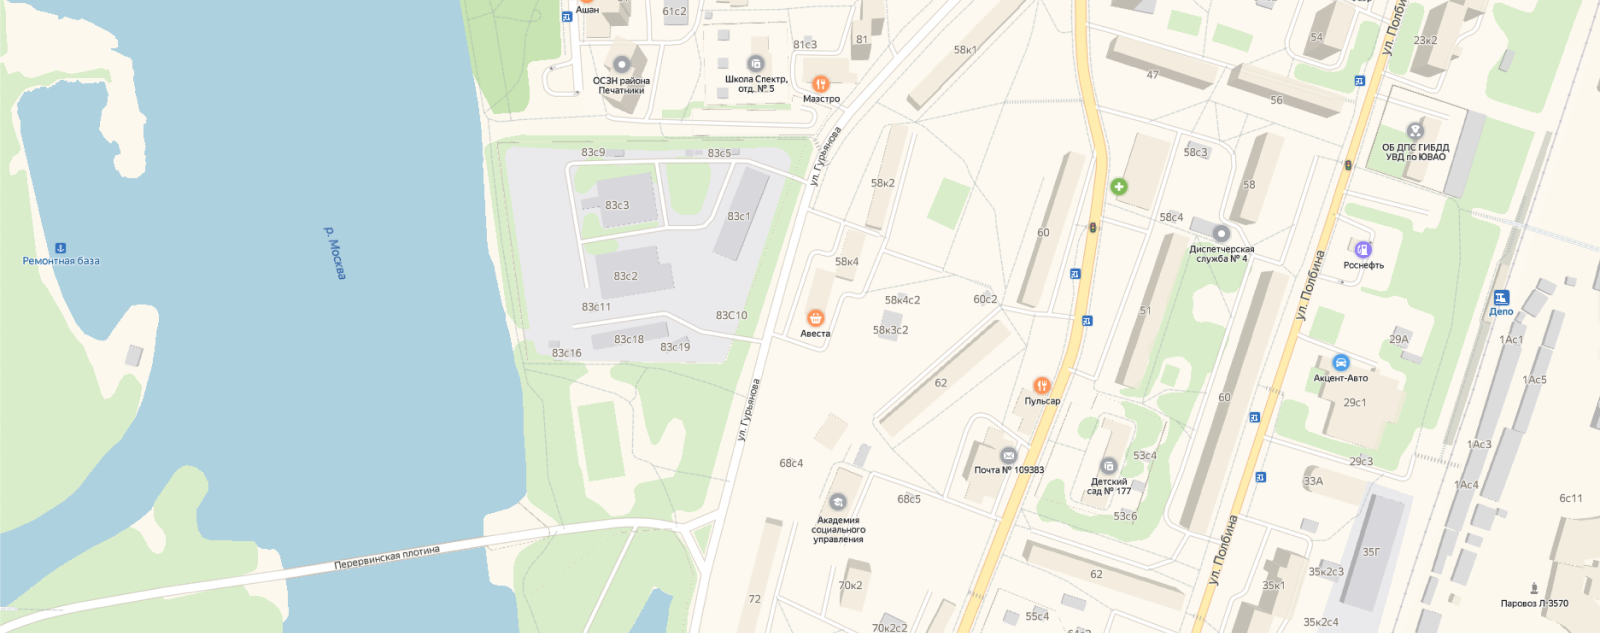 Ашан
61с2
81с3
81
58к1
54
23к2
ул. Полбина
47
56
ОСЗН района
Печатники
Школа Спектр,
отд. № 5
Маэстро
ул. Гурьянова
83с9
83с5
58с3
58
ОБ ДПС ГИБДД
УВД по ЮВАО
83с3
83с1
58к2
60
58с4
Диспетчерская
служба № 4
Роснефть
р. Москва
Ремонтная база
83с2
58к4
58к4с2
60с2
51
ул. Полбина
Депо
83с11
83С10
Авеста
58к3с2
29А
1Ас1
83с18
83с19
83с16
62
Пульсар
60
Акцент-Авто
29с1
1Ас5
ул. Гурьянова
68с4
Почта № 109383
53с4
Детский
сад № 177
29с3
1Ас3
33А
1Ас4
68с5
53с6
6с11
Академия
социального
управления
Перервинская плотина
ул. Полбина
35Г
62
35к2с3
35к1
70к2
72
70к2с2
55с4
35к2с4
Паровоз Л-3570